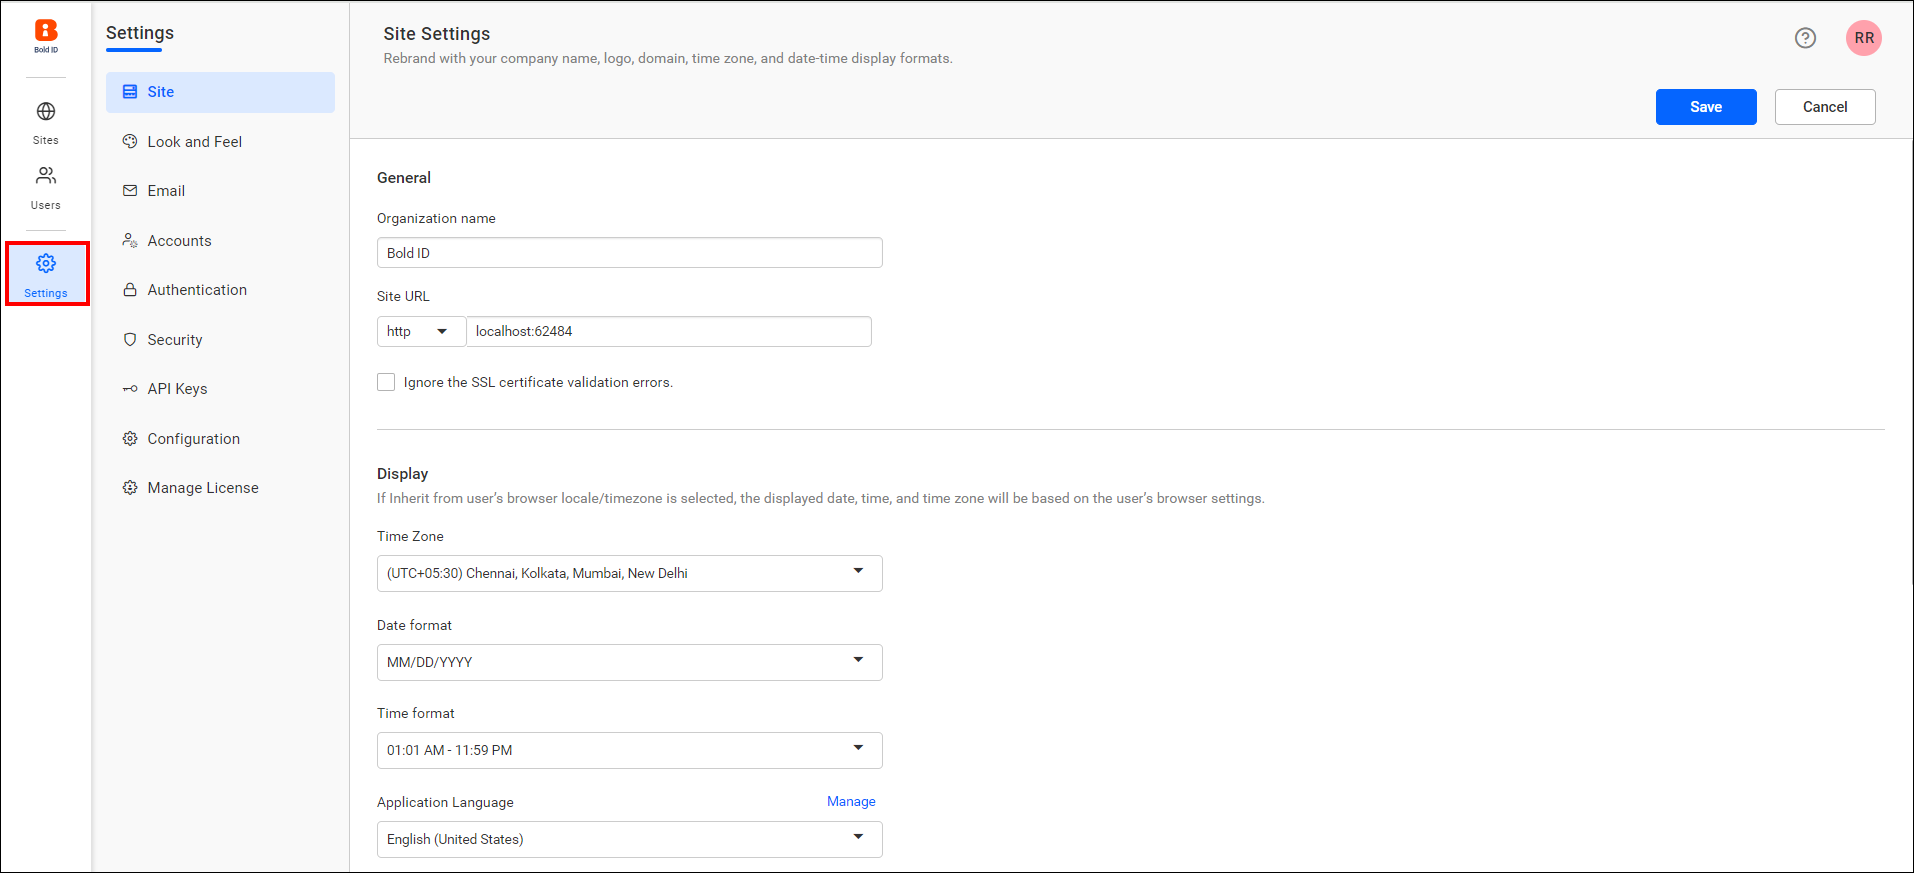 Bold ID
Sites
Users
Settings
Settings
Site
Look and Feel
Email
Accounts
Authentication
Security
API Keys
Configuration
Manage License
Site Settings
Rebrand with your company name, logo, domain, time zone, and date-time display formats.
RR
Save
Cancel
General
Organization name
Bold ID
Site URL
http
localhost:62484
Ignore the SSL certificate validation errors.
Display
If Inherit from user’s browser locale/timezone is selected, the displayed date, time, and time zone will be based on the user’s browser settings.
Time Zone
(UTC+05:30) Chennai, Kolkata, Mumbai, New Delhi
Date format
MM/DD/YYYY
Time format
01:01 AM - 11:59 PM
Application Language
Manage
English (United States)